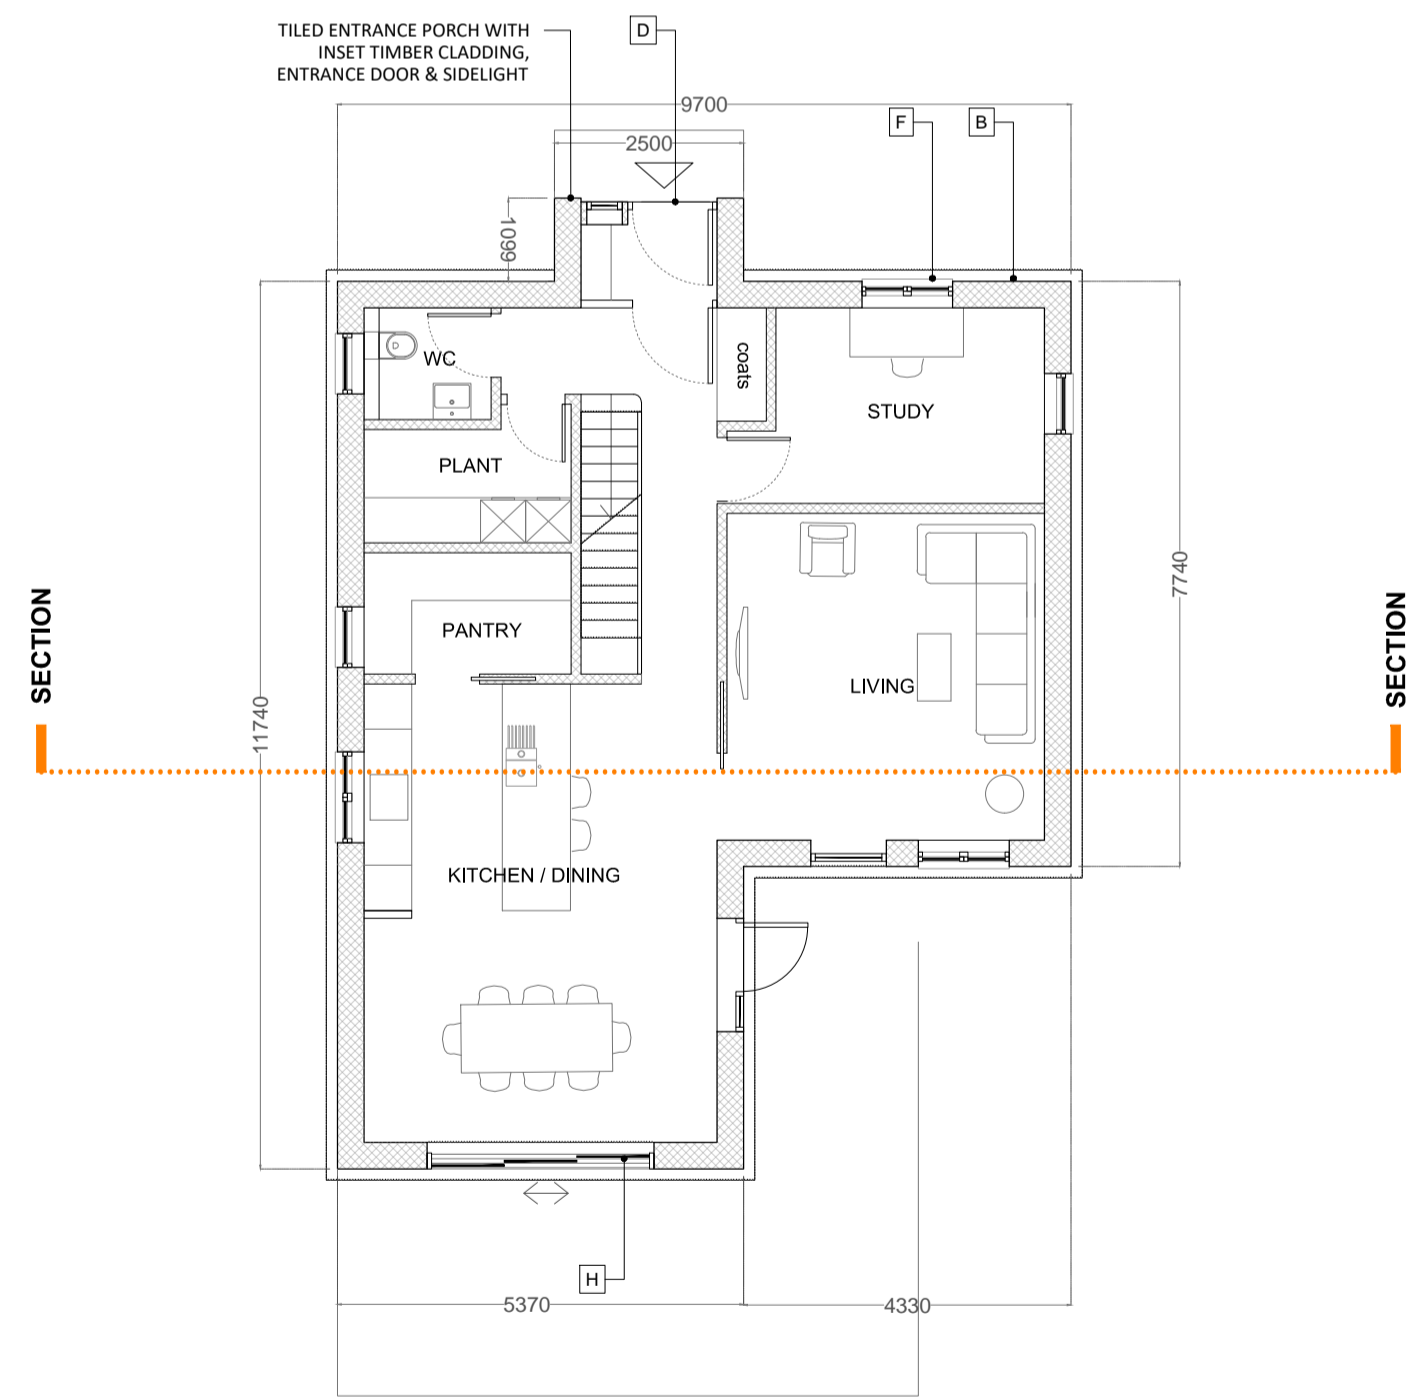 TILED ENTRANCE PORCH WITH
INSET TIMBER CLADDING,
ENTRANCE DOOR & SIDELIGHT
D
9700
F
B
2500
1099
WC
coats
STUDY
PLANT
7740
SECTION
SECTION
PANTRY
LIVING
11740
KITCHEN / DINING
H
5370
4330